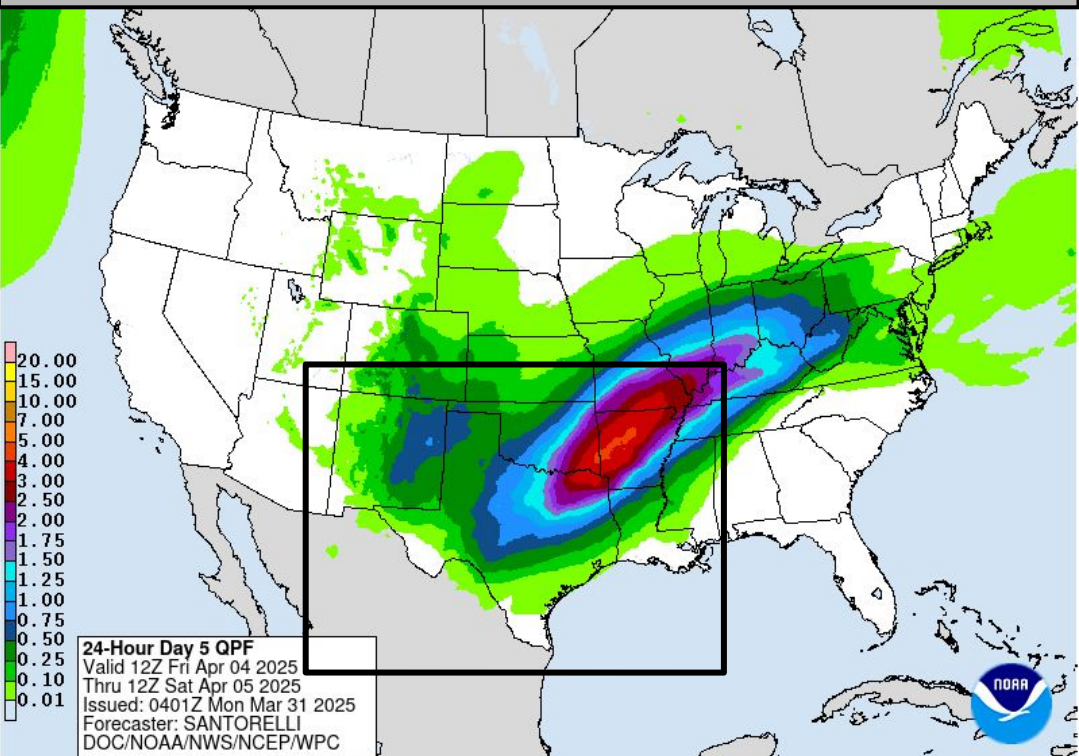 20.00
15.00
10.00
7.00
5.00
4.00
3.00
2.50
2.00
1.75
1.50
1.25
1.00
0.75
0.50
0.25
0.10
0.01
24-Hour Day 5 QPF
Valid 12Z Fri Apr 04 2025
Thru 12Z Sat Apr 05 2025
Issued: 0401Z Mon Mar 31 2025
Forecaster: SANTORELLI
DOC/NOAA/NWS/NCEP/WPC
NOAA